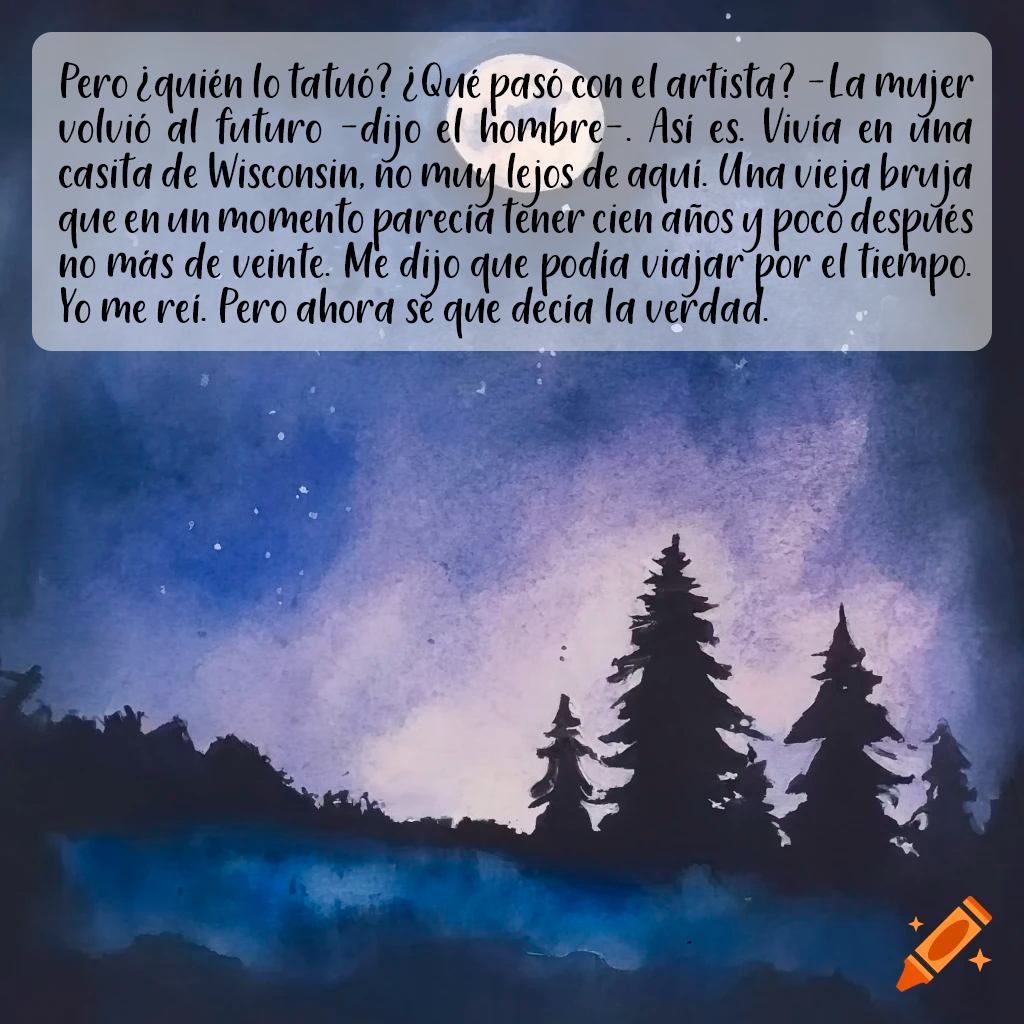 Pero ¿quién lo tatuó? ¿Qué pasó con el artista? -La mujer
volvió al futuro -dijo el hombre-. Así es. Vivía en una
casita de Wisconsin, no muy lejos de aquí. Una vieja bruja
que en un momento parecía tener cien años y poco después
no más de veinte. Me dijo que podía viajar por el tiempo.
Yo me reí. Pero ahora sé que decía la verdad.